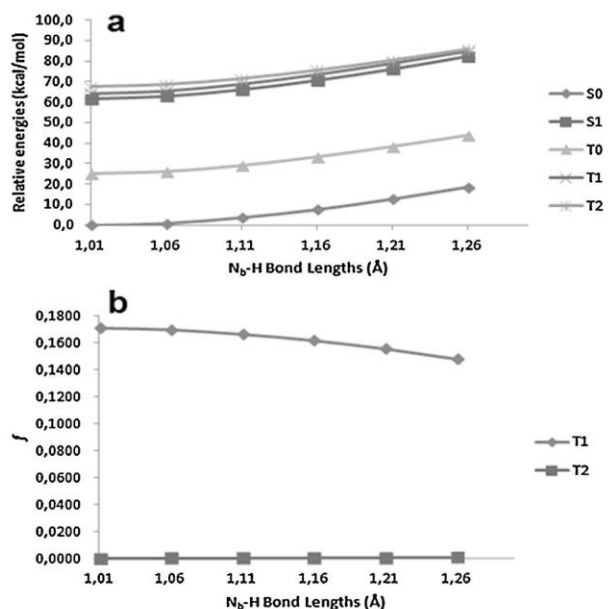 a
Relative energies (kcal/mol)
100,0
90,0
80,0
70,0
60,0
50,0
40,0
30,0
20,0
10,0
0,0
1,01 1,06 1,11 1,16 1,21 1,26
Nb-H Bond Lengths (Å)
S0
S1
T0
T1
T2
b
f
0,1800
0,1600
0,1400
0,1200
0,1000
0,0800
0,0600
0,0400
0,0200
0,0000
1,01 1,06 1,11 1,16 1,21 1,26
Nb-H Bond Lengths (Å)
T1
T2